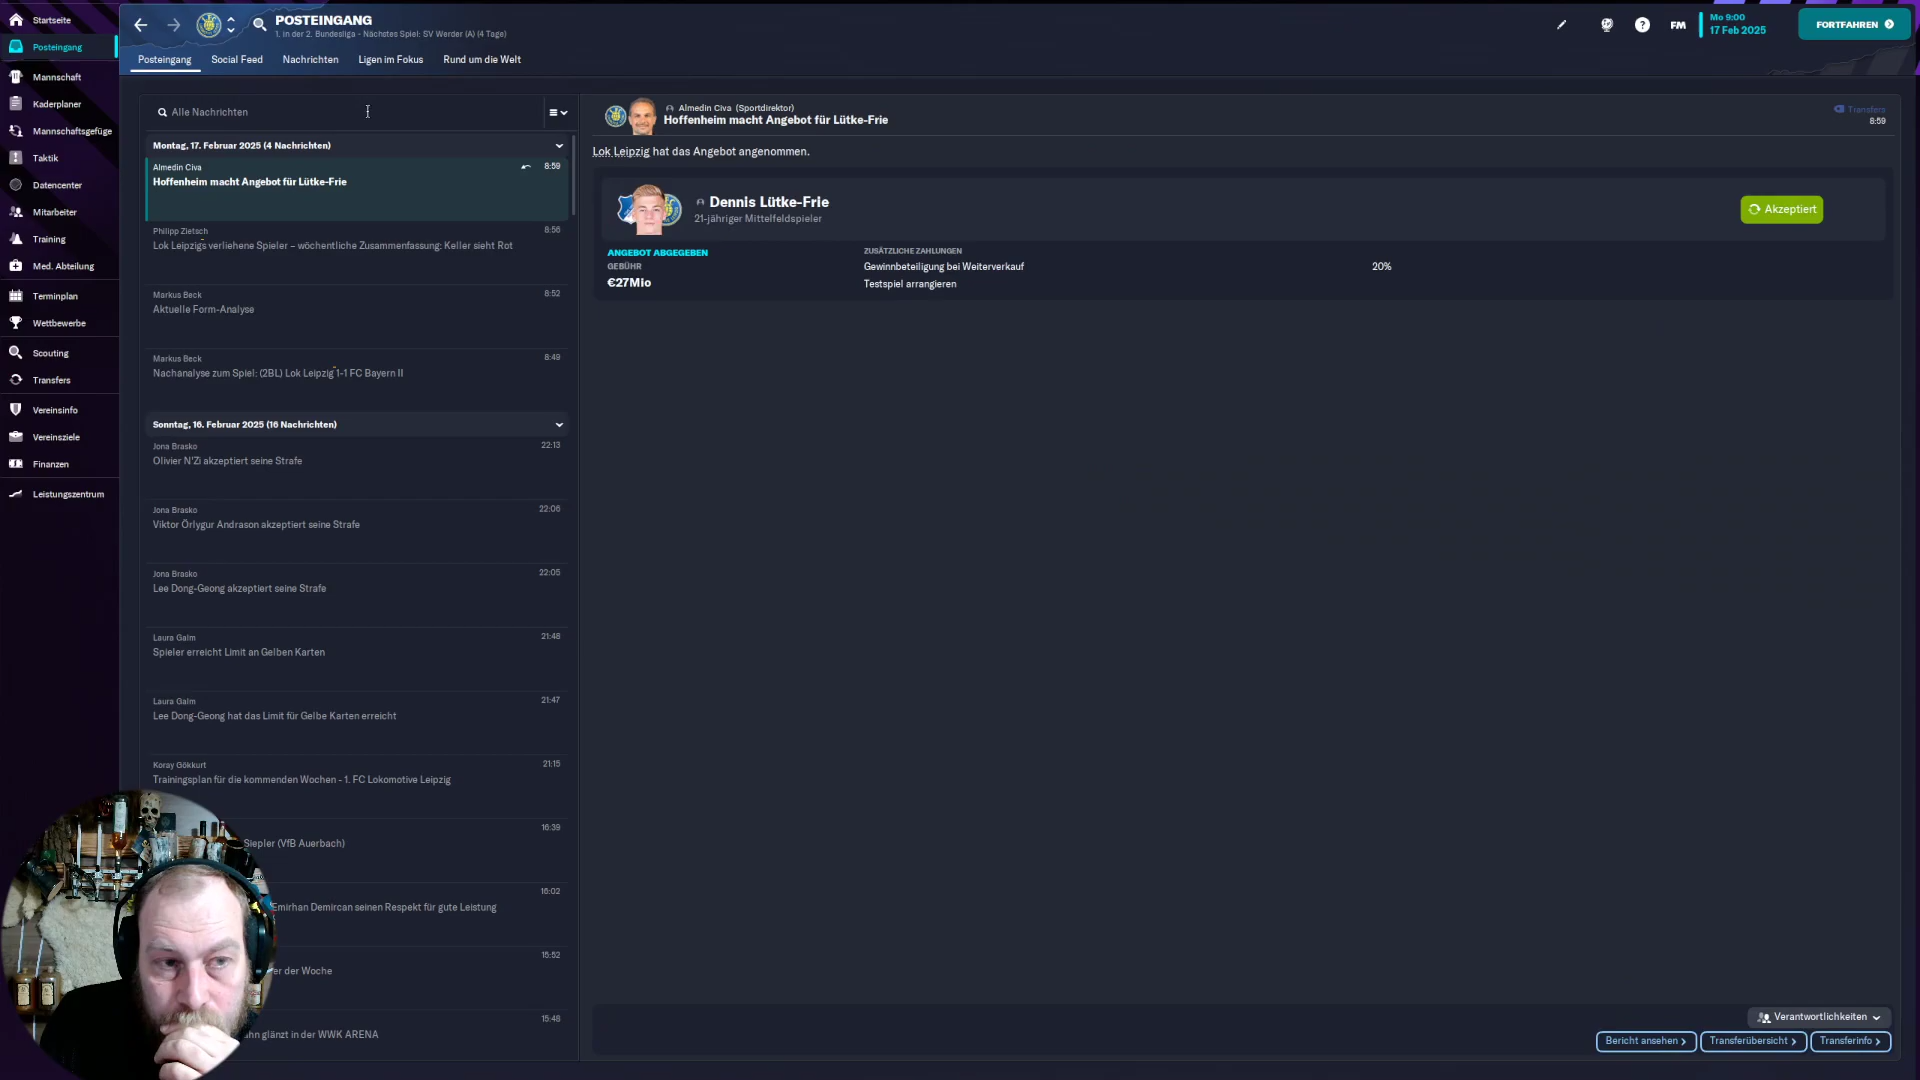 Startseite
Posteingang
Mannschaft
Kaderplaner
Mannschaftsgefüge
Taktik
Datencenter
Mitarbeiter
Training
Med. Abteilung
Terminplan
Wettbewerbe
Scouting
Transfers
Vereinsinfo
Vereinsziele
Finanzen
Leistungszentrum
POSTEINGANG
1. in der 2. Bundesliga - Nächstes Spiel: SV Werder (A) (4 Tage)
FM
Mo 9:00
17 Feb 2025
FORTFAHREN
Posteingang Social Feed Nachrichten Ligen im Fokus Rund um die Welt
Alle Nachrichten
Montag, 17. Februar 2025 (4 Nachrichten)
Almedin Civa 8:59
Hoffenheim macht Angebot für Lütke-Frie
Philipp Zietsch 8:56
Lok Leipzigs verliehene Spieler – wöchentliche Zusammenfassung: Keller sieht Rot
Markus Beck 8:52
Aktuelle Form-Analyse
Markus Beck 8:49
Nachanalyse zum Spiel: (2BL) Lok Leipzig 1-1 FC Bayern II
Sonntag, 16. Februar 2025 (16 Nachrichten)
Jona Brasko 22:13
Olivier N'Zi akzeptiert seine Strafe
Jona Brasko 22:06
Viktor Örlygur Andrason akzeptiert seine Strafe
Jona Brasko 22:05
Lee Dong-Geong akzeptiert seine Strafe
Laura Galm 21:48
Spieler erreicht Limit an Gelben Karten
Laura Galm 21:47
Lee Dong-Geong hat das Limit für Gelbe Karten erreicht
Koray Gökkurt 21:15
Trainingsplan für die kommenden Wochen - 1. FC Lokomotive Leipzig
16:39
Siepler (VfB Auerbach)
16:02
Emirhan Demircan seinen Respekt für gute Leistung
15:52
er der Woche
15:48
ahn glänzt in der WWK ARENA
Almedin Civa (Sportdirektor)
Hoffenheim macht Angebot für Lütke-Frie
Transfers
8:59
Lok Leipzig hat das Angebot angenommen.
Dennis Lütke-Frie
21-jähriger Mittelfeldspieler
Akzeptiert
ANGEBOT ABGEGEBEN
GEBÜHR
€27Mio
ZUSÄTZLICHE ZAHLUNGEN
Gewinnbeteiligung bei Weiterverkauf 20%
Testspiel arrangieren
Verantwortlichkeiten
Bericht ansehen Transferübersicht Transferinfo